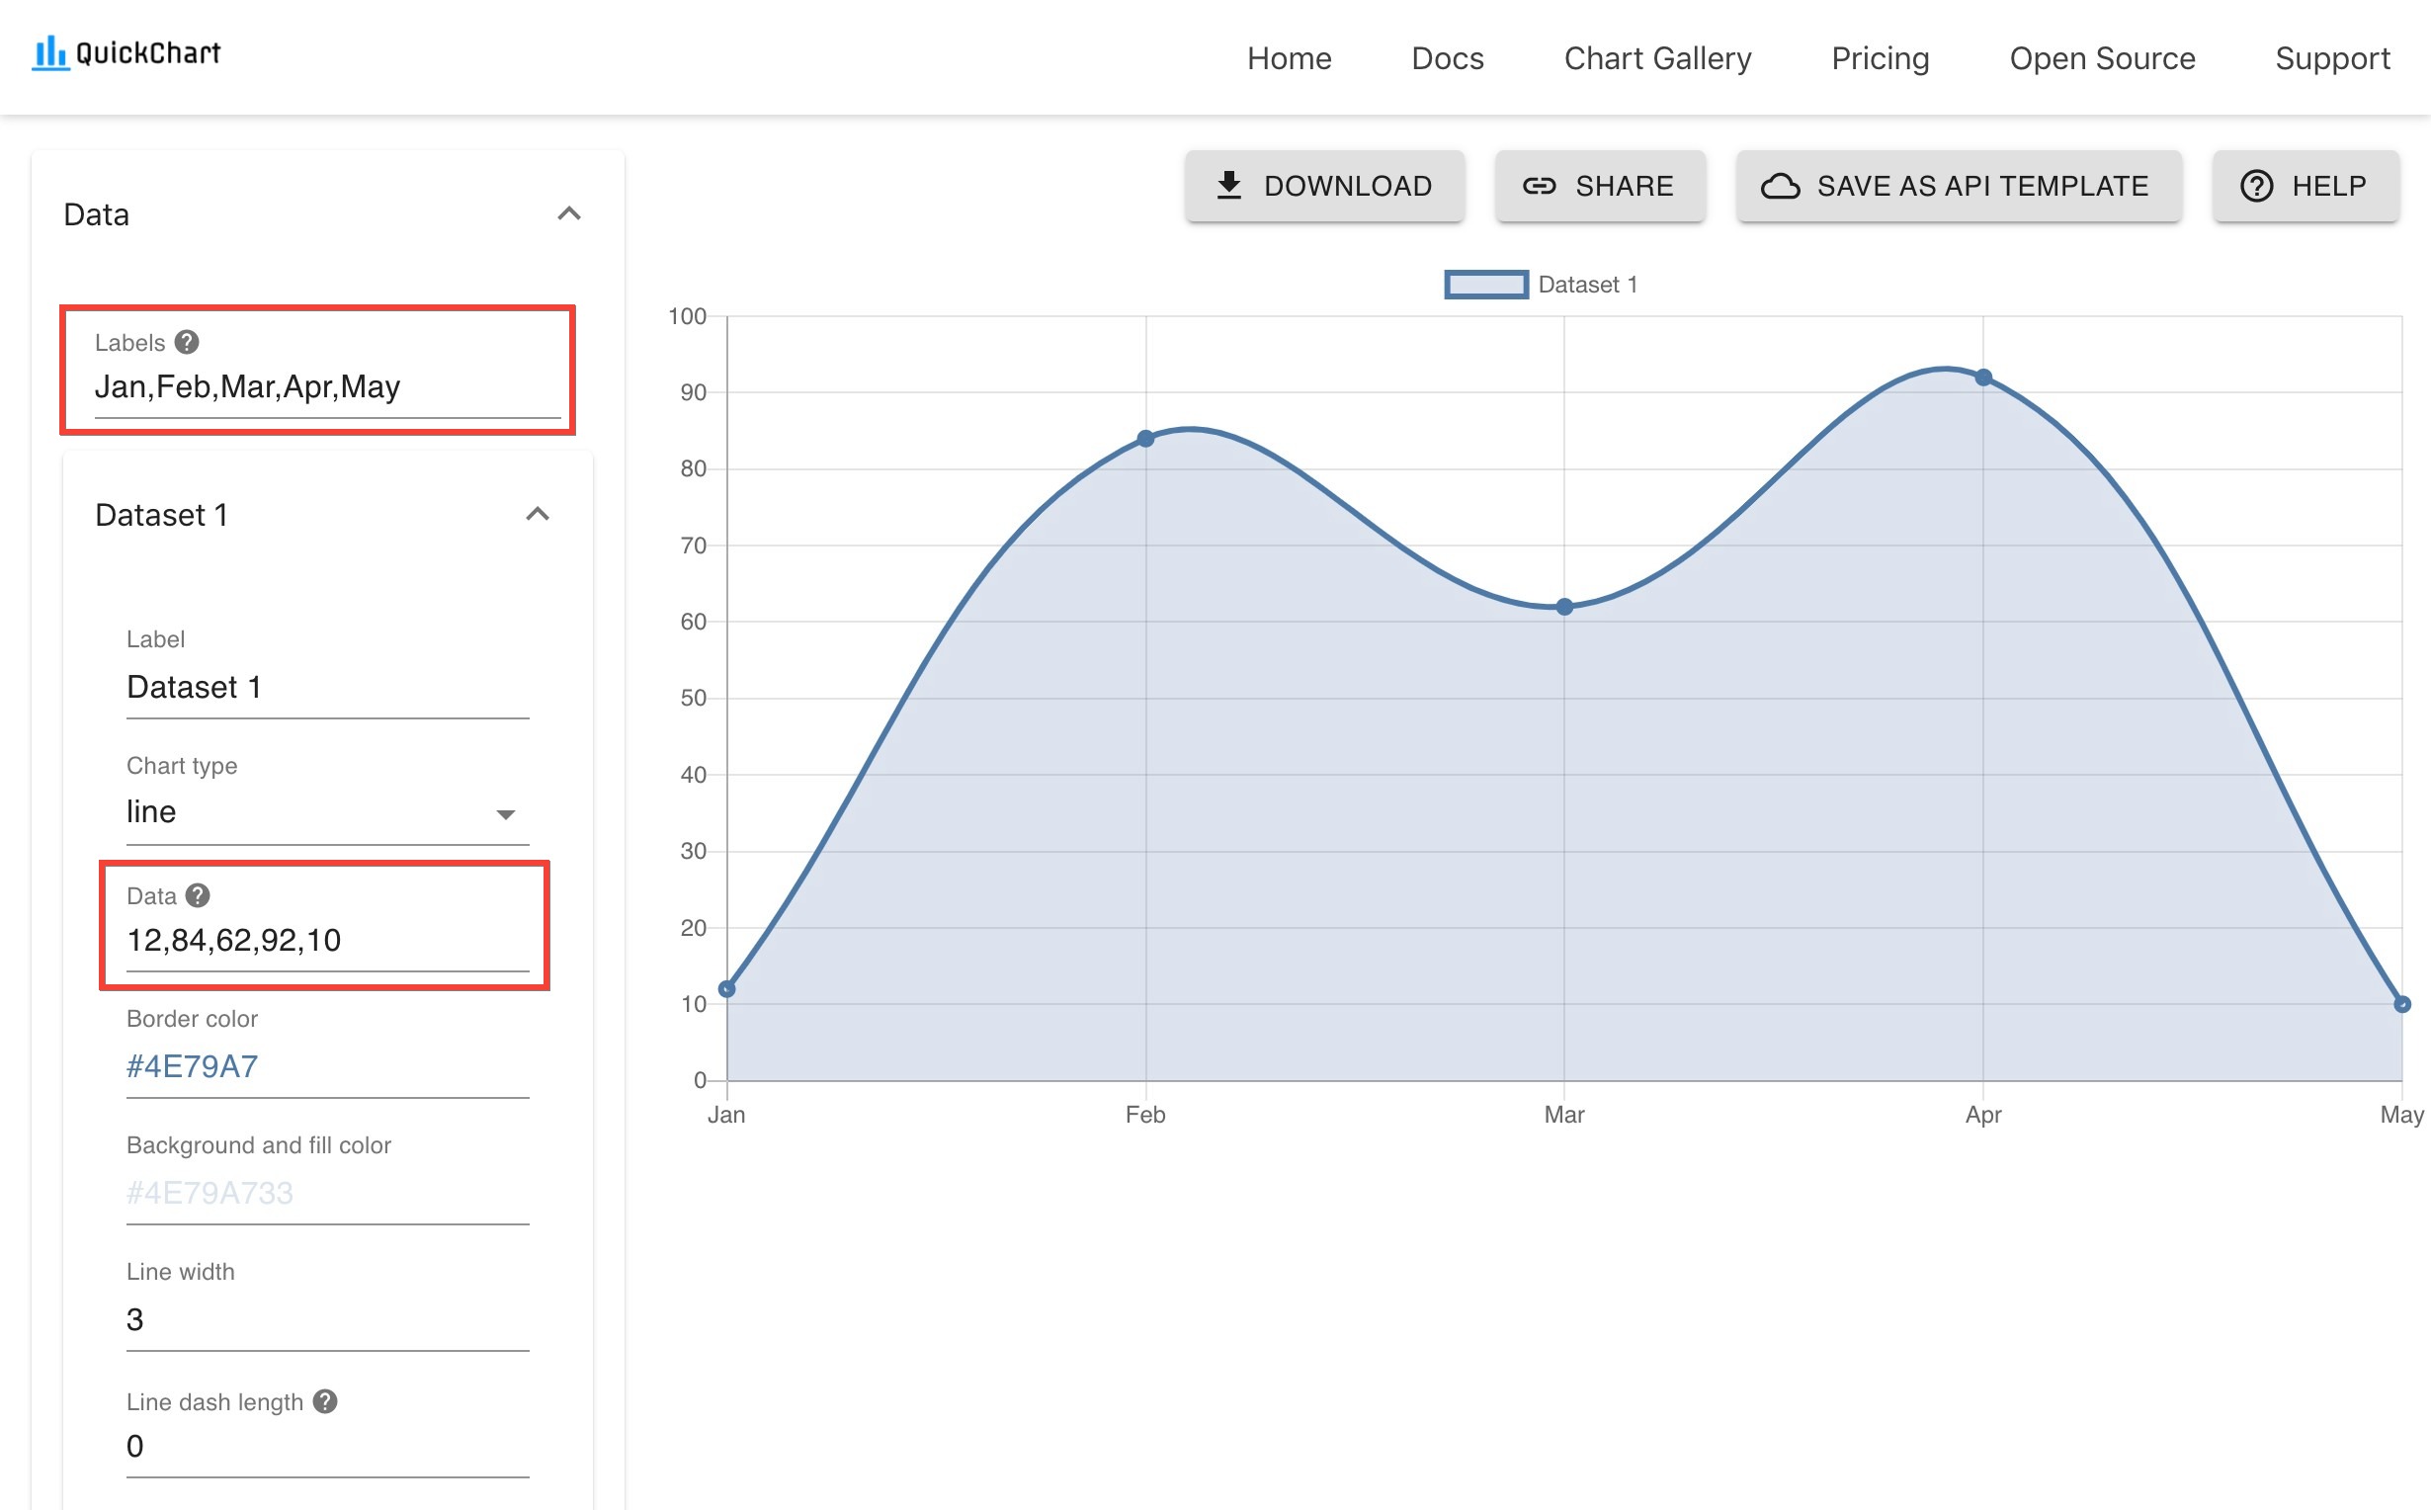 QuickChart
Home Docs Chart Gallery Pricing Open Source Support
DOWNLOAD SHARE SAVE AS API TEMPLATE HELP
Data
Labels
Jan,Feb,Mar,Apr,May
Dataset 1
Label
Dataset 1
Chart type
line
Data
12,84,62,92,10
Border color
#4E79A7
Background and fill color
#4E79A733
Line width
3
Line dash length
0
Dataset 1
100
90
80
70
60
50
40
30
20
10
0
Jan Feb Mar Apr May